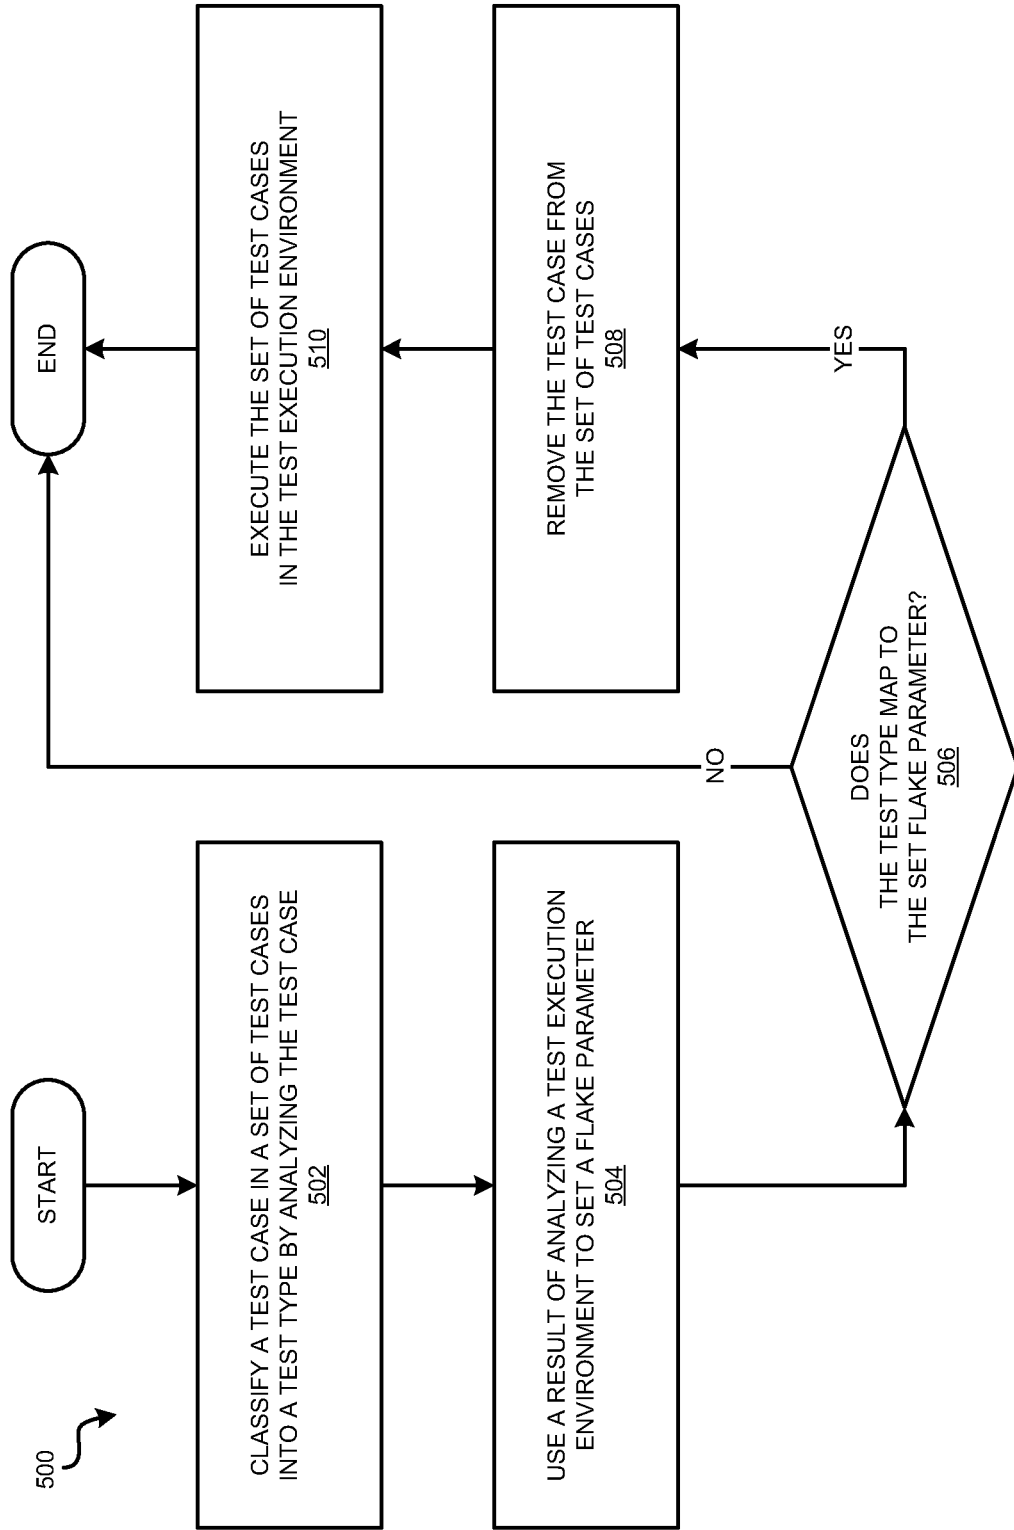 500
START
CLASSIFY A TEST CASE IN A SET OF TEST CASES
INTO A TEST TYPE BY ANALYZING THE TEST CASE
502
USE A RESULT OF ANALYZING A TEST EXECUTION
ENVIRONMENT TO SET A FLAKE PARAMETER
504
DOES
THE TEST TYPE MAP TO
THE SET FLAKE PARAMETER?
506
NO
YES
REMOVE THE TEST CASE FROM
THE SET OF TEST CASES
508
EXECUTE THE SET OF TEST CASES
IN THE TEST EXECUTION ENVIRONMENT
510
END